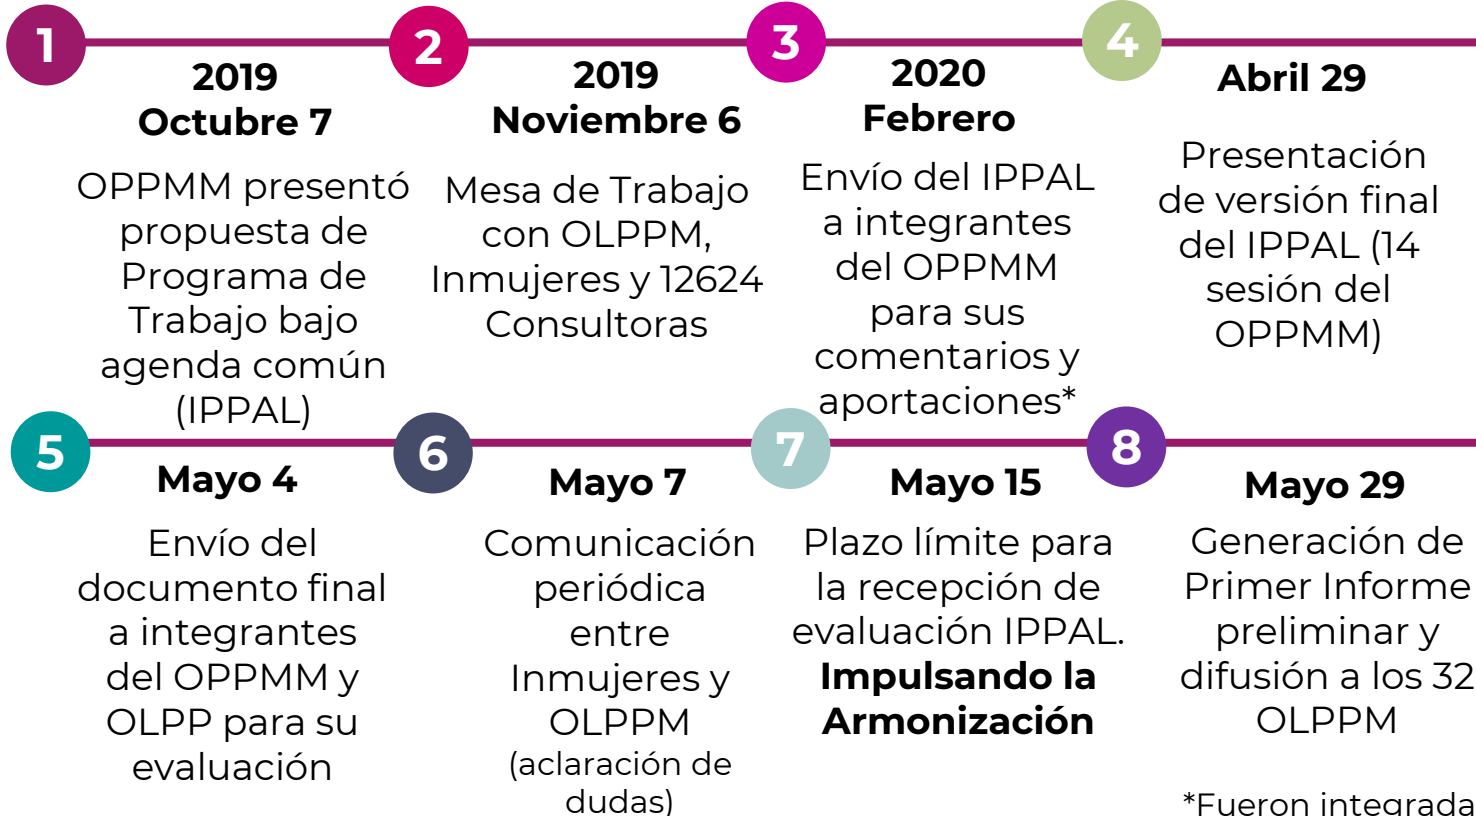 1
2019
Octubre 7
OPPMM presentó
propuesta de
Programa de
Trabajo bajo
agenda común
(IPPAL)
2
2019
Noviembre 6
Mesa de Trabajo
con OLPPM,
Inmujeres y 12624
Consultoras
3
2020
Febrero
Envío del IPPAL
a integrantes
del OPPMM
para sus
comentarios y
aportaciones*
4
Abril 29
Presentación
de versión final
del IPPAL (14
sesión del
OPPMM)
5
Mayo 4
Envío del
documento final
a integrantes
del OPPMM y
OLPP para su
evaluación
6
Mayo 7
Comunicación
periódica
entre
Inmujeres y
OLPPM
(aclaración de
dudas)
7
Mayo 15
Plazo límite para
la recepción de
evaluación IPPAL.
Impulsando la
Armonización
8
Mayo 29
Generación de
Primer Informe
preliminar y
difusión a los 32
OLPPM
*Fueron integrada